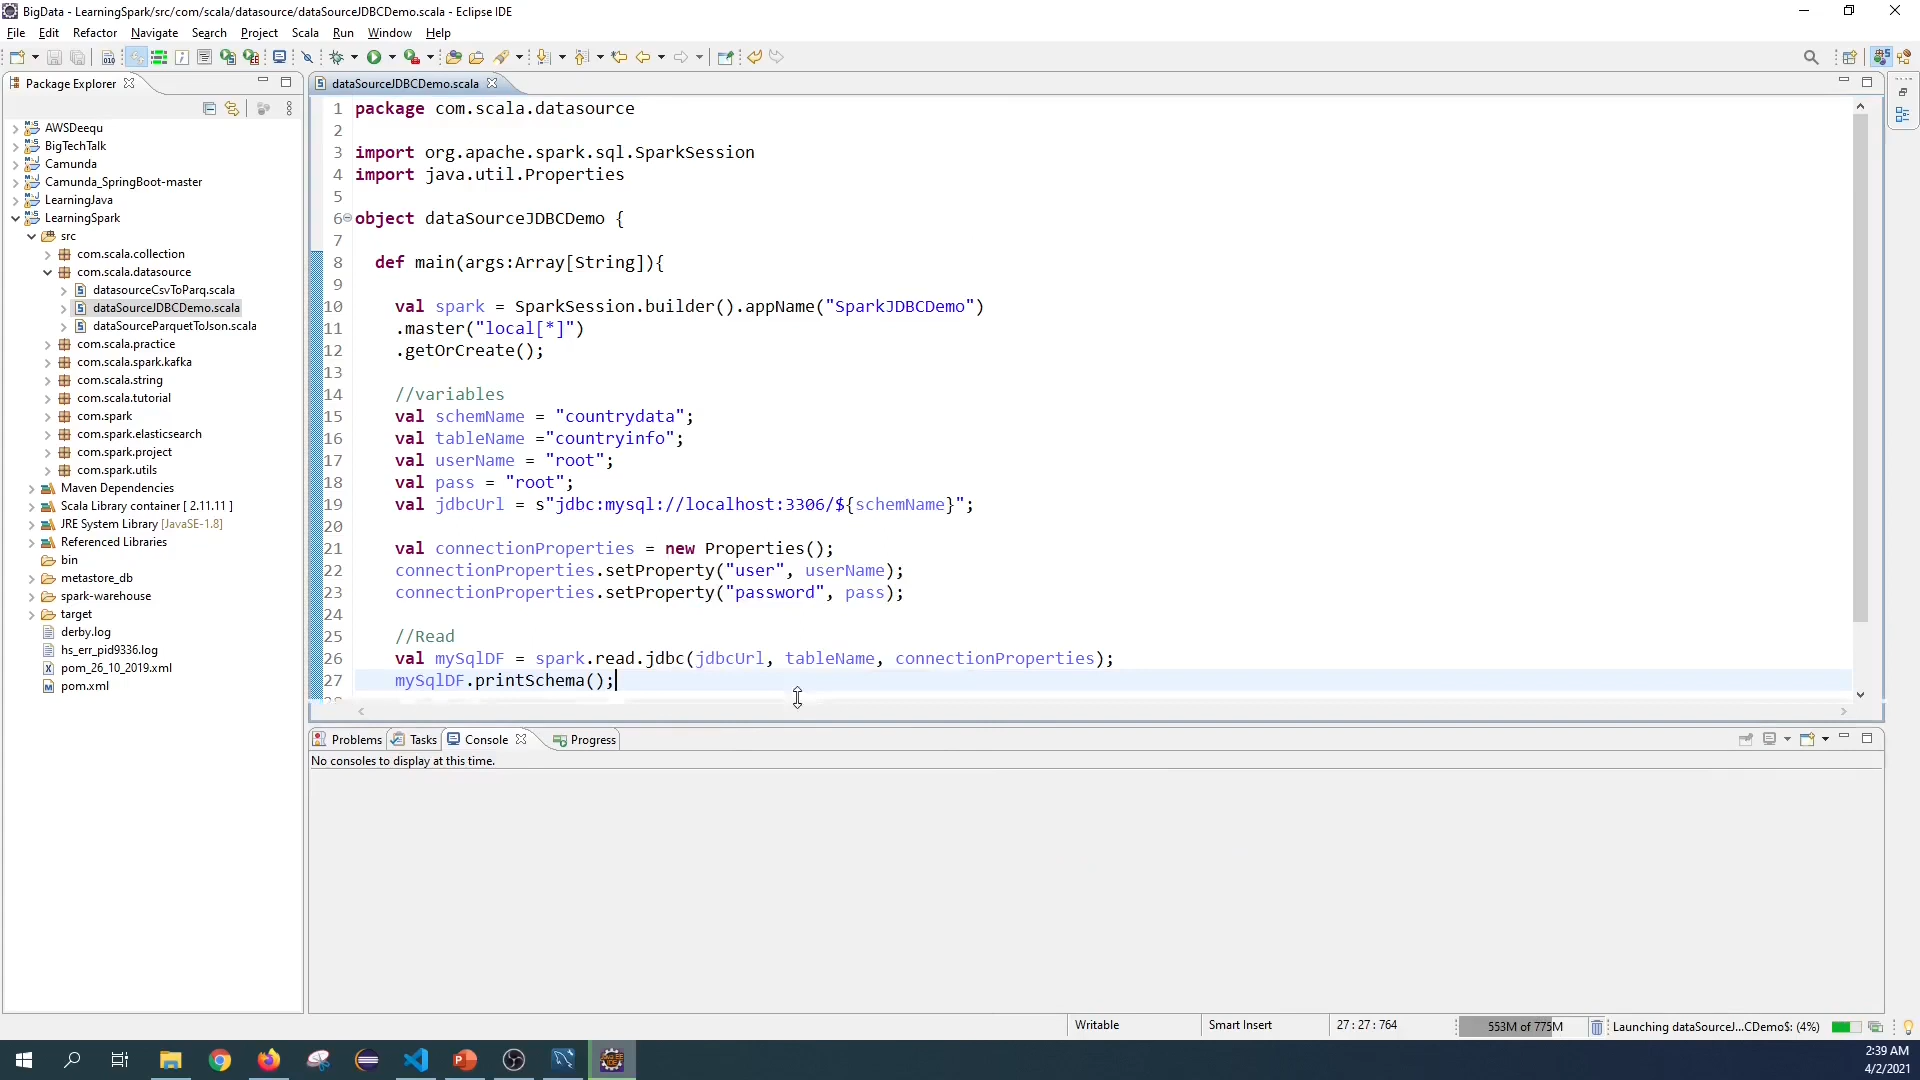 BigData - LearningSpark/src/com/scala/datasource/dataSourceJDBCDemo.scala - Eclipse IDE
File Edit Refactor Navigate Search Project Scala Run Window Help
Package Explorer
AWSDeequ
BigTechTalk
Camunda
Camunda_SpringBoot-master
LearningJava
LearningSpark
src
com.scala.collection
com.scala.datasource
datasourceCsvToParq.scala
dataSourceJDBCDemo.scala
dataSourceParquetToJson.scala
com.scala.practice
com.scala.spark.kafka
com.scala.string
com.scala.tutorial
com.spark
com.spark.elasticsearch
com.spark.project
com.spark.utils
Maven Dependencies
Scala Library container [ 2.11.11 ]
JRE System Library [JavaSE-1.8]
Referenced Libraries
bin
metastore_db
spark-warehouse
target
derby.log
hs_err_pid9336.log
pom_26_10_2019.xml
pom.xml
dataSourceJDBCDemo.scala
1 package com.scala.datasource
2
3 import org.apache.spark.sql.SparkSession
4 import java.util.Properties
5
6 object dataSourceJDBCDemo {
7
8 def main(args:Array[String]){
9
10 val spark = SparkSession.builder().appName("SparkJDBCDemo")
11 .master("local[*]")
12 .getOrCreate();
13
14 //variables
15 val schemName = "countrydata";
16 val tableName ="countryinfo";
17 val userName = "root";
18 val pass = "root";
19 val jdbcUrl = s"jdbc:mysql://localhost:3306/${schemName}";
20
21 val connectionProperties = new Properties();
22 connectionProperties.setProperty("user", userName);
23 connectionProperties.setProperty("password", pass);
24
25 //Read
26 val mySqlDF = spark.read.jdbc(jdbcUrl, tableName, connectionProperties);
27 mySqlDF.printSchema();
Problems Tasks Console Progress
No consoles to display at this time.
Writable Smart Insert 27 : 27 : 764 553M of 775M Launching dataSourceJ...CDemo$: (4%)
2:39 AM
4/2/2021